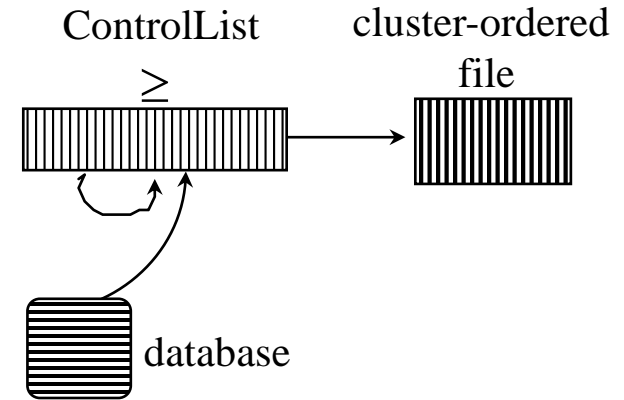 ControlList
≥
cluster-ordered
file
database